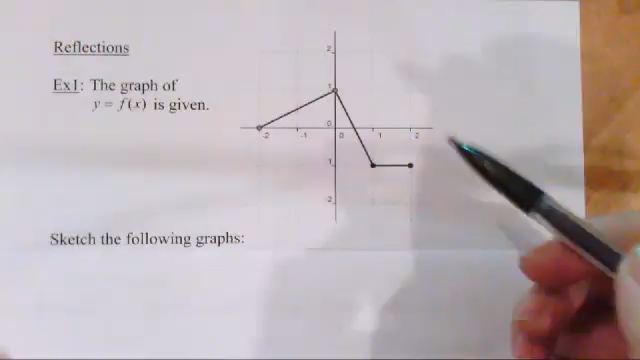 Reflections
Ex1: The graph of
y = f(x) is given.
2
1
0
-2 -1 0 1 2
-1
-2
Sketch the following graphs: